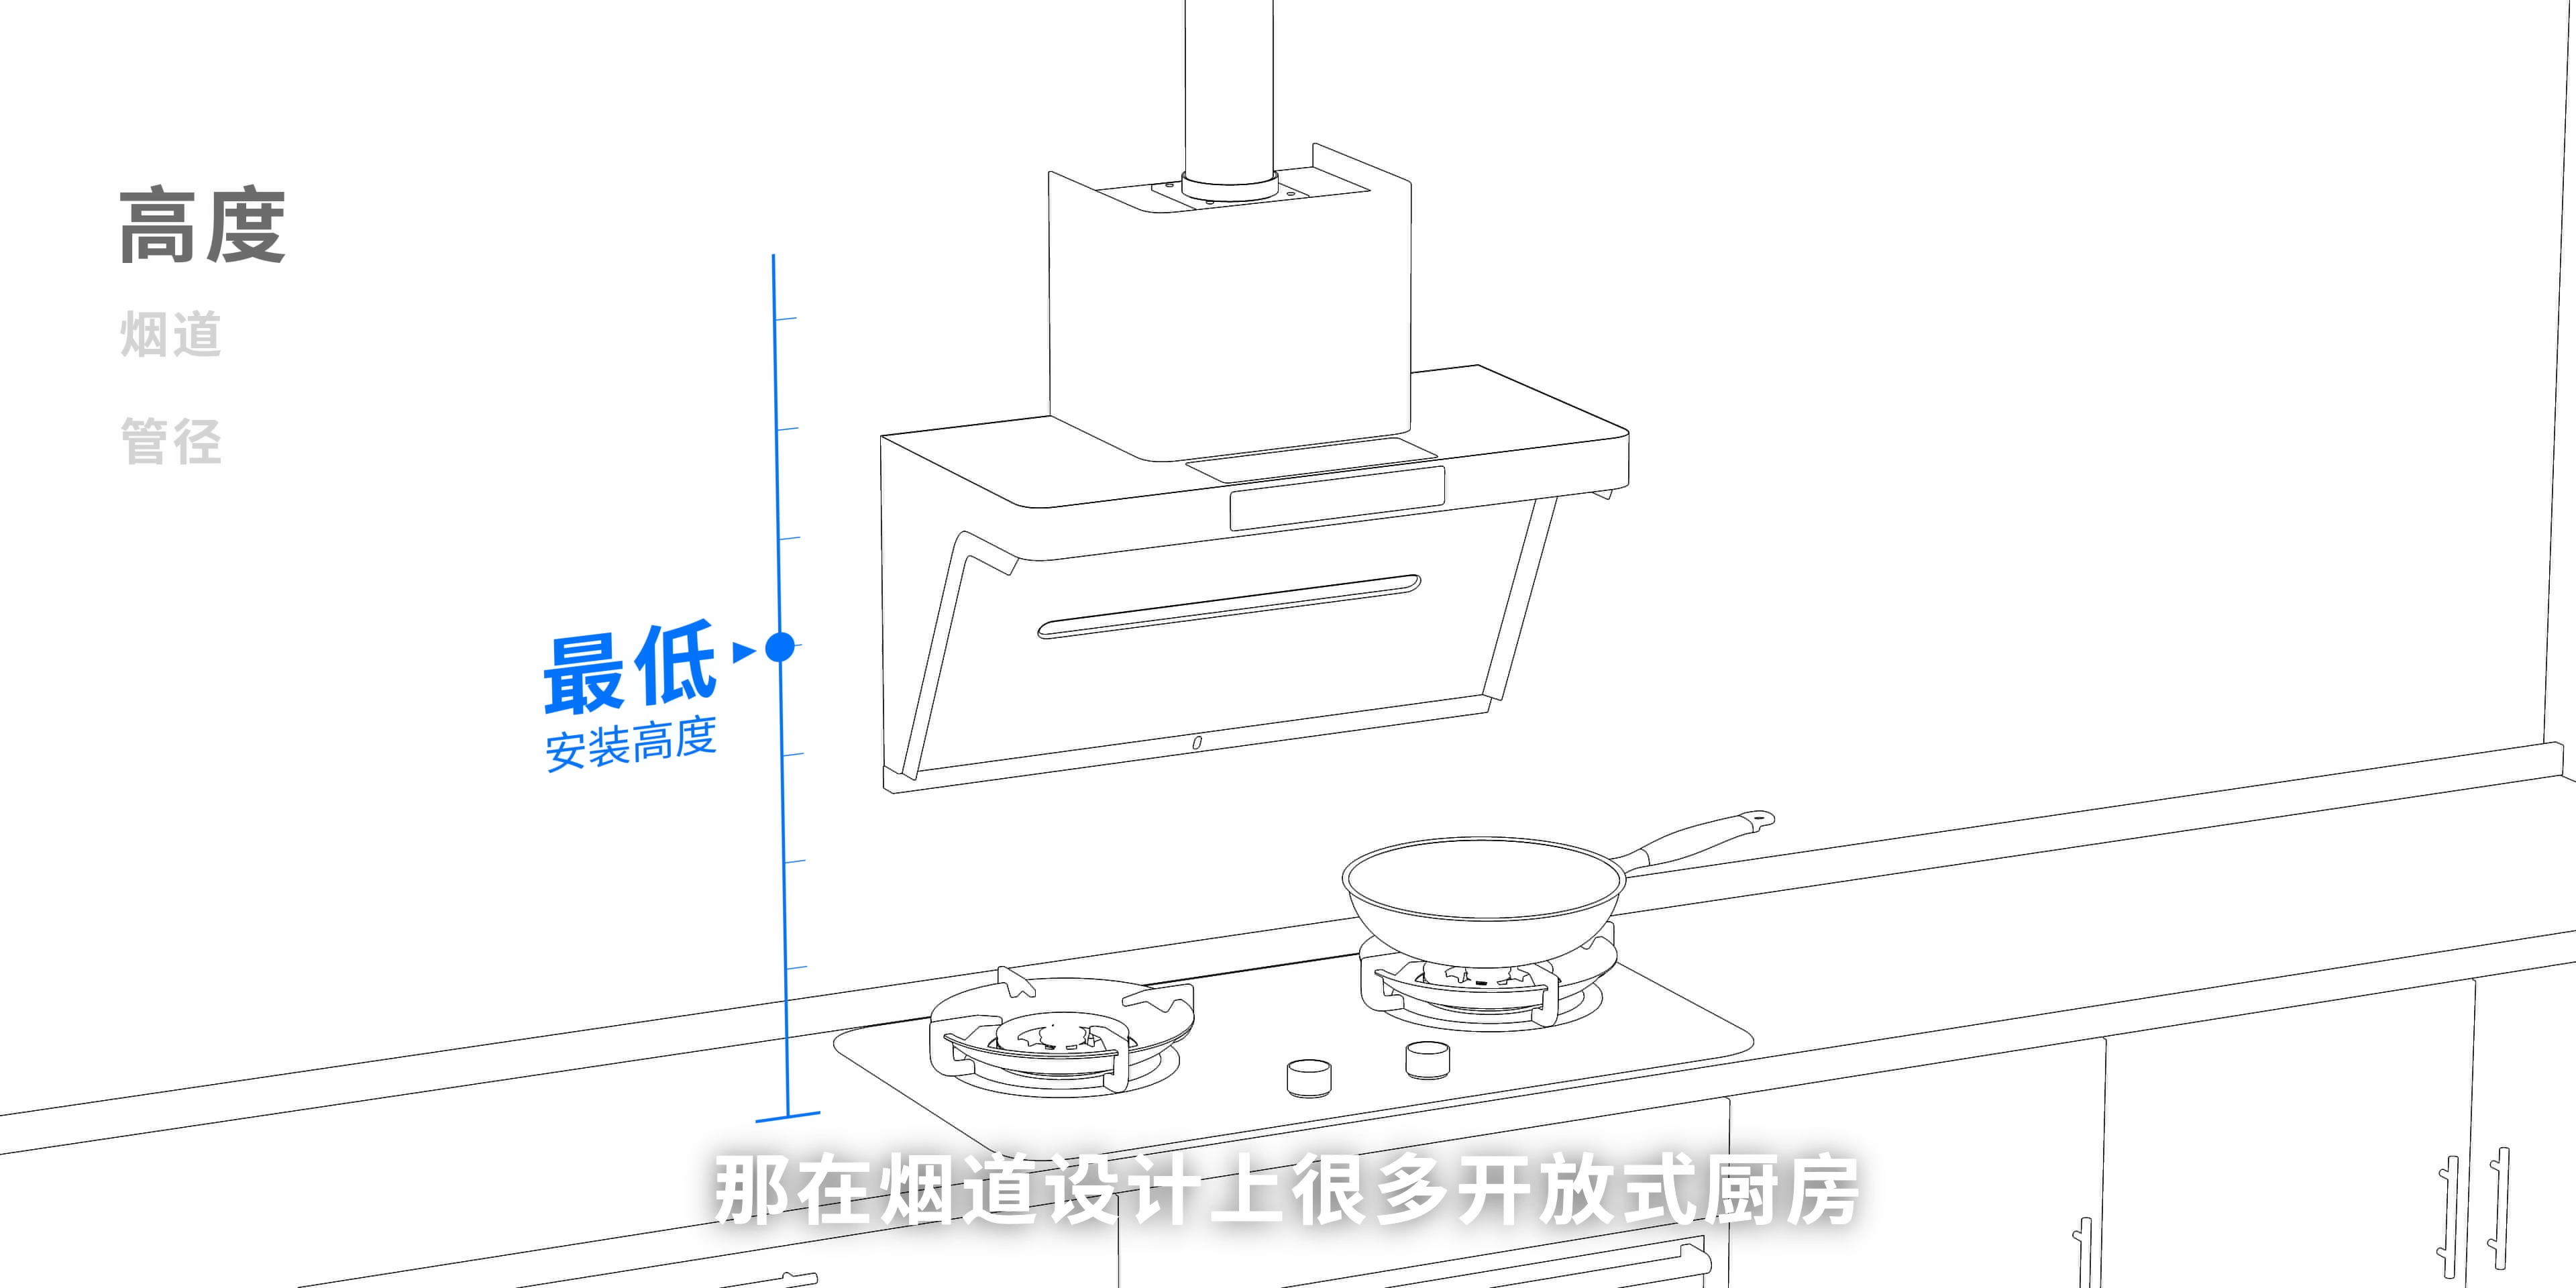 高度
烟道
管径
最低
安装高度
那在烟道设计上很多开放式厨房